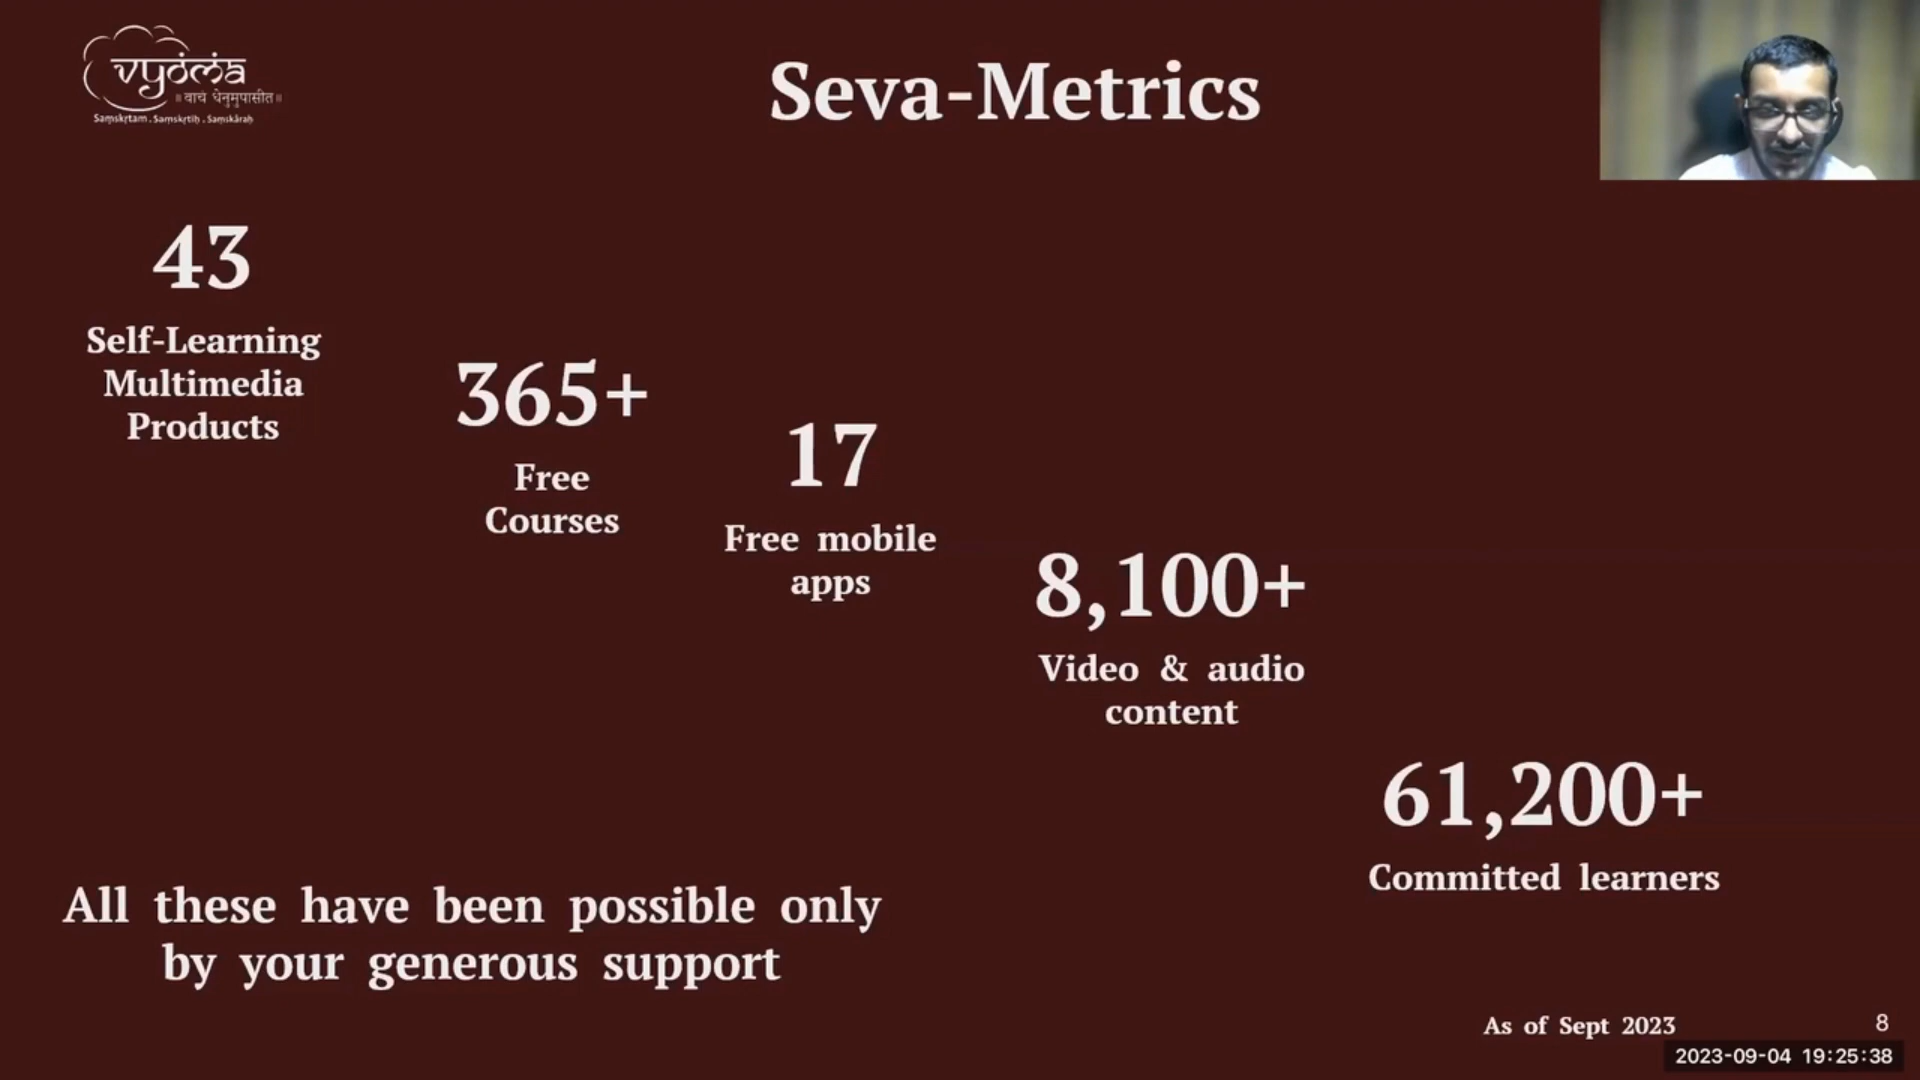 vyoma
॥ वाचं धेनुमुपासीत॥
Saṃskṛtam . Saṃskṛtiḥ . Saṃskāraḥ
Seva-Metrics
43
Self-Learning
Multimedia
Products
365+
Free
Courses
17
Free mobile
apps
8,100+
Video & audio
content
61,200+
Committed learners
All these have been possible only
by your generous support
As of Sept 2023
8
2023-09-04 19:25:38